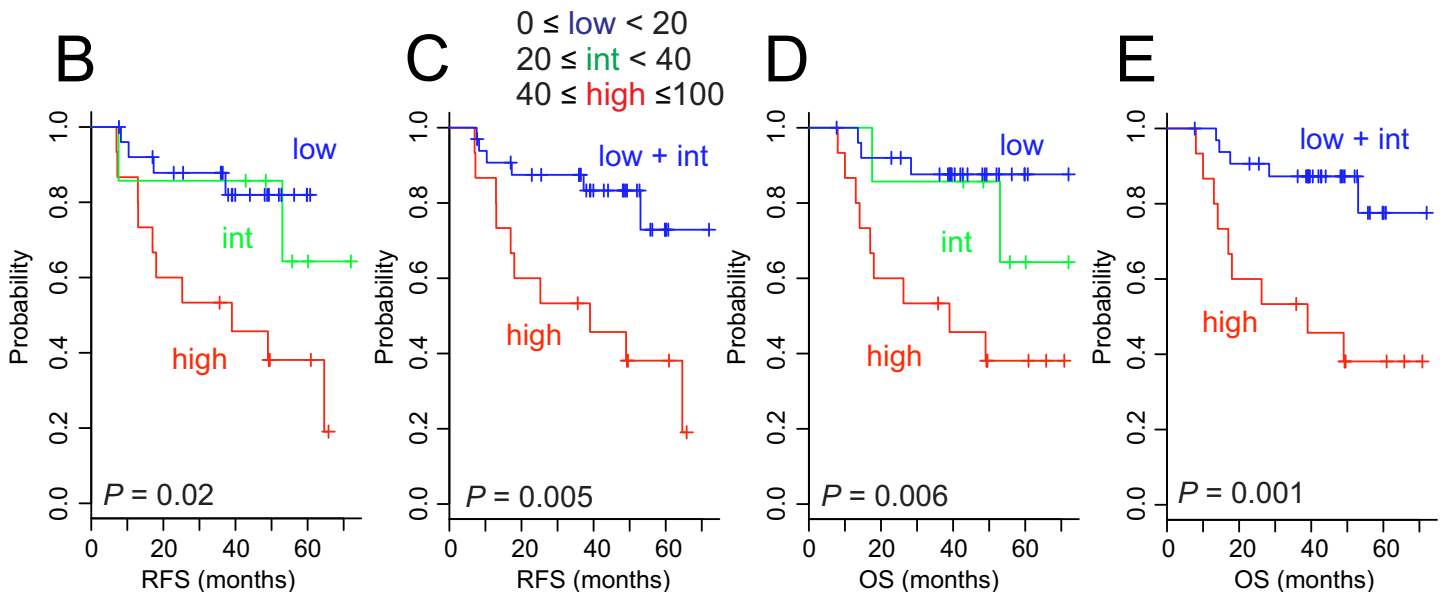 0 ≤ low < 20
20 ≤ int < 40
40 ≤ high ≤100
B
1.0
0.8
0.6
0.4
0.2
0.0
Probability
low
int
high
P = 0.02
0 20 40 60
RFS (months)
C
1.0
0.8
0.6
0.4
0.2
0.0
Probability
low + int
high
P = 0.005
0 20 40 60
RFS (months)
D
1.0
0.8
0.6
0.4
0.2
0.0
Probability
low
int
high
P = 0.006
0 20 40 60
OS (months)
E
1.0
0.8
0.6
0.4
0.2
0.0
Probability
low + int
high
P = 0.001
0 20 40 60
OS (months)